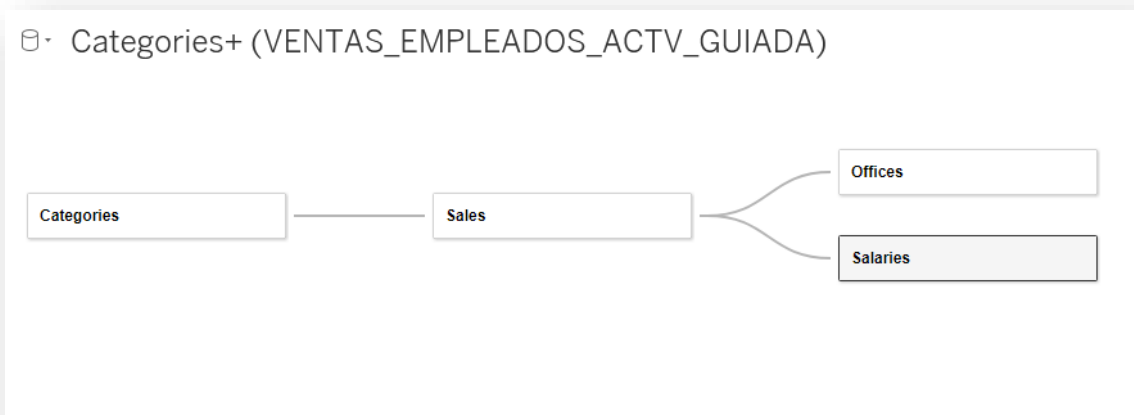 Categories+ (VENTAS_EMPLEADOS_ACTV_GUIADA)
Offices
Categories
Sales
Salaries